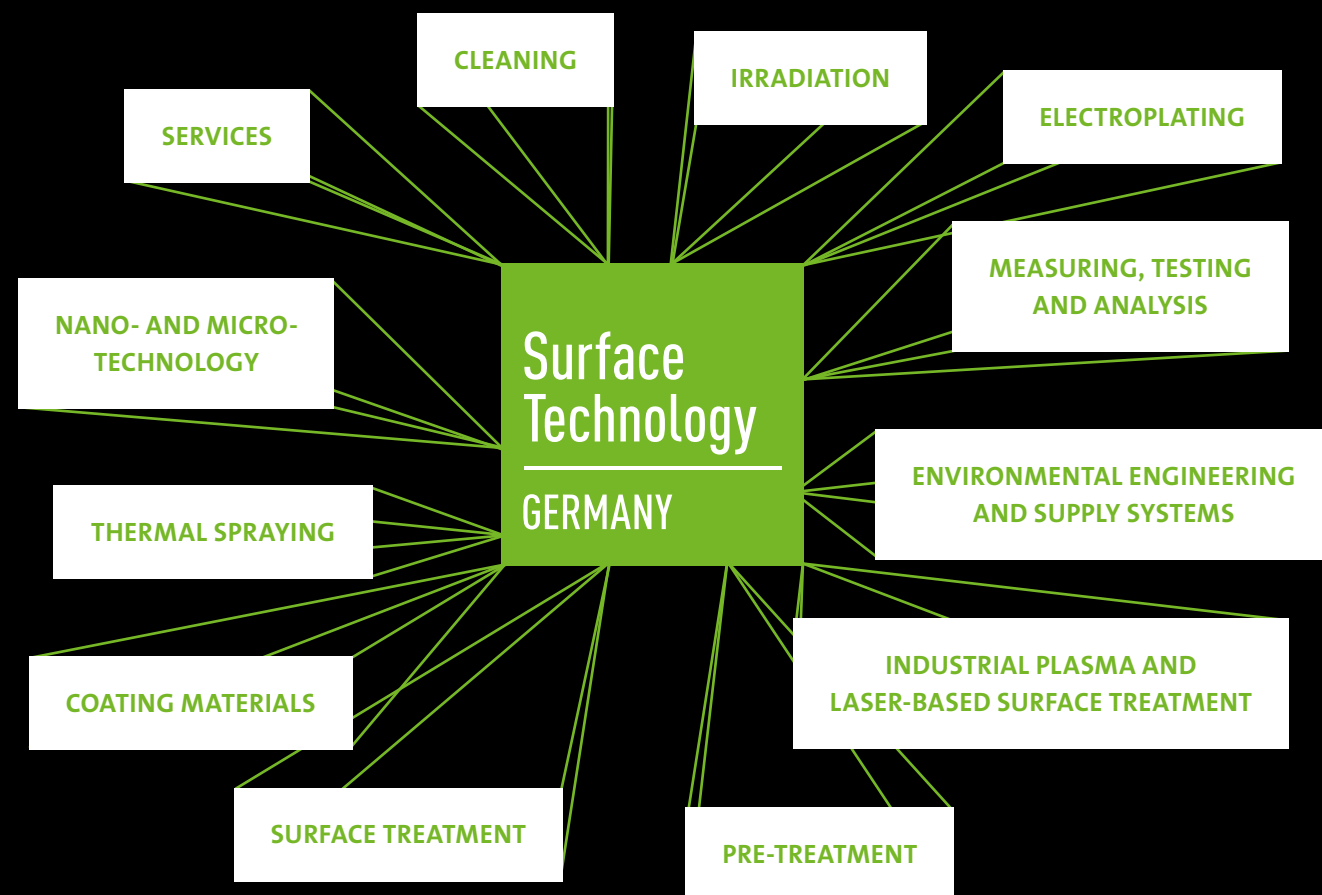 CLEANING
IRRADIATION
SERVICES
ELECTROPLATING
MEASURING, TESTING
AND ANALYSIS
NANO- AND MICRO-
TECHNOLOGY
Surface
Technology
GERMANY
ENVIRONMENTAL ENGINEERING
AND SUPPLY SYSTEMS
THERMAL SPRAYING
INDUSTRIAL PLASMA AND
LASER-BASED SURFACE TREATMENT
COATING MATERIALS
SURFACE TREATMENT
PRE-TREATMENT